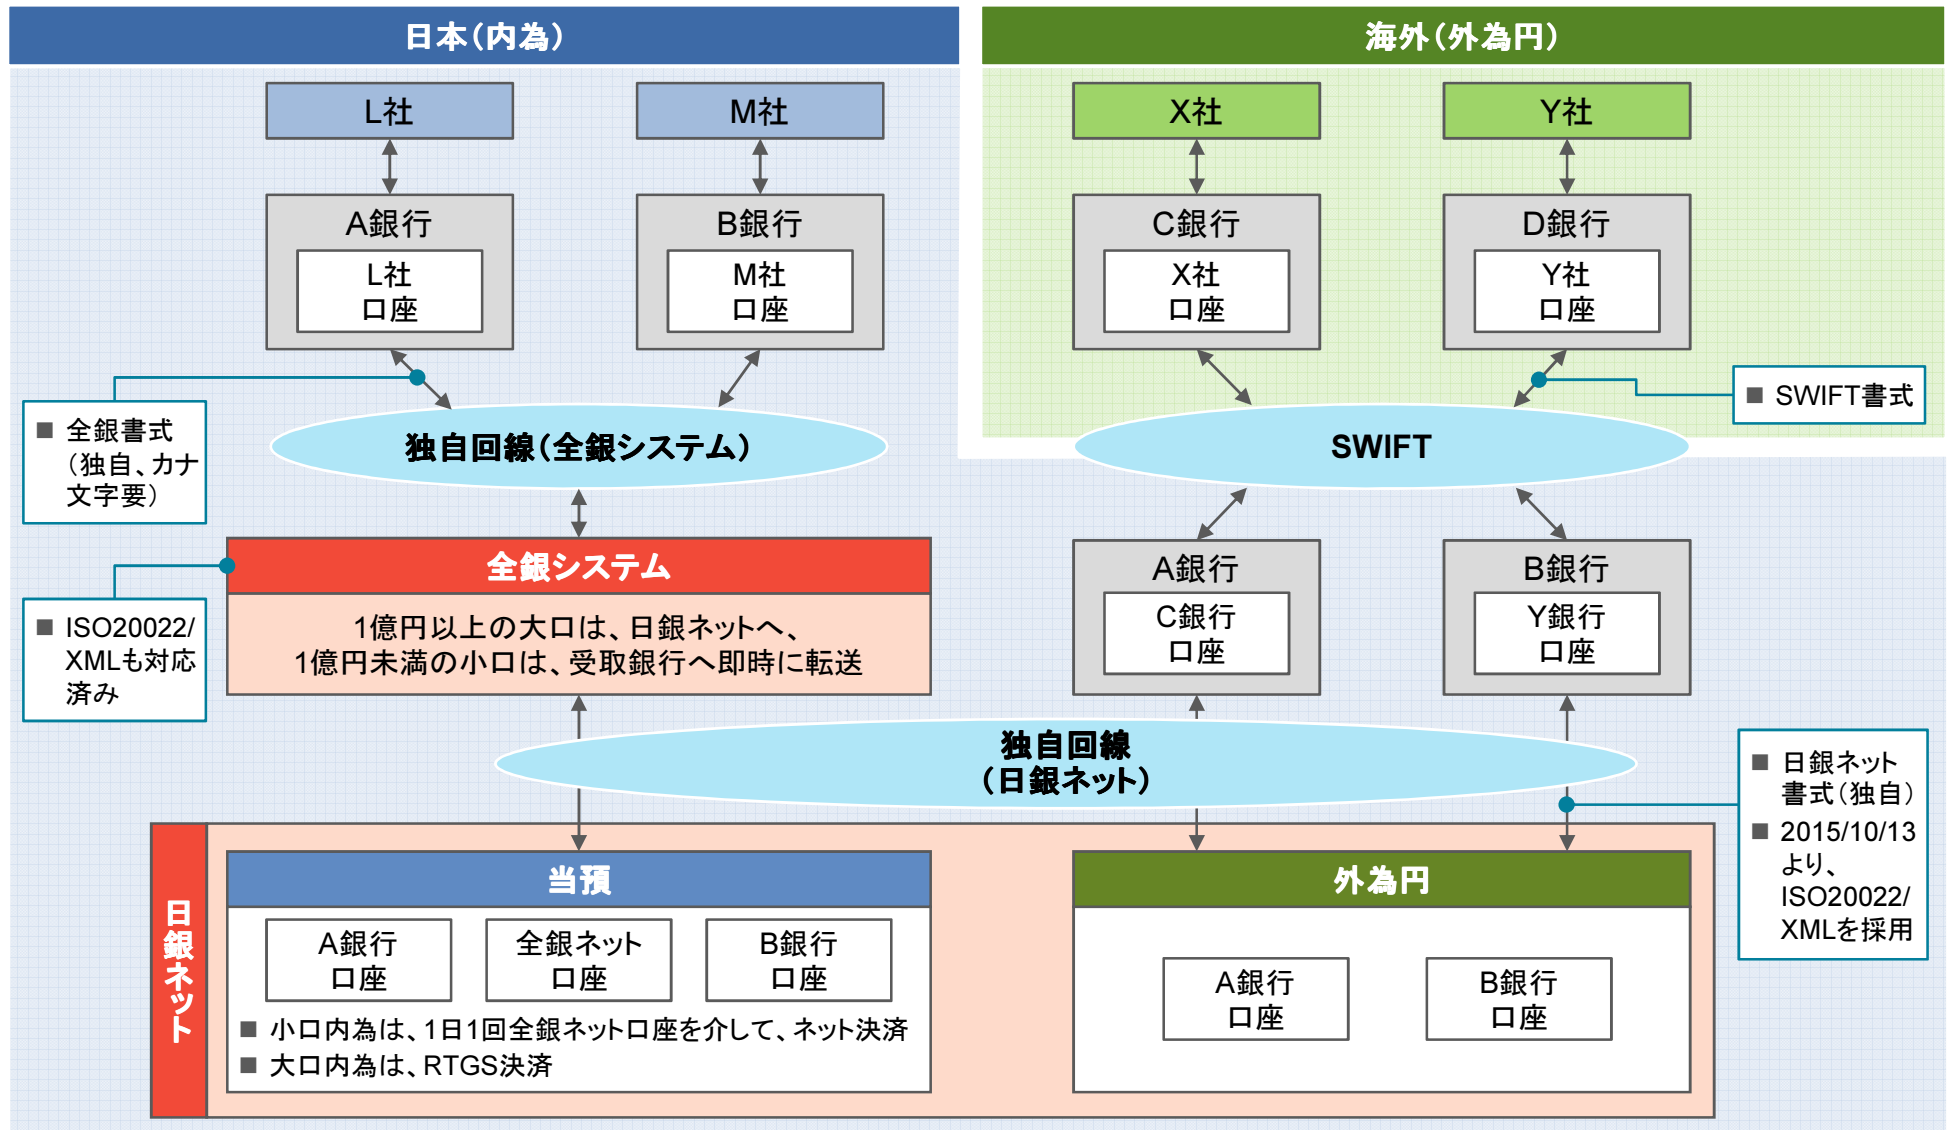 日本（内為）
海外（外為円）
L社
M社
X社
Y社
A銀行
L社
口座
B銀行
M社
口座
C銀行
X社
口座
D銀行
Y社
口座
■ SWIFT書式
■ 全銀書式
（独自、カナ
文字要）
独自回線（全銀システム）
SWIFT
全銀システム
1億円以上の大口は、日銀ネットへ、
1億円未満の小口は、受取銀行へ即時に転送
■ ISO20022/
XMLも対応
済み
A銀行
C銀行
口座
B銀行
Y銀行
口座
独自回線
（日銀ネット）
■ 日銀ネット
書式（独自）
■ 2015/10/13
より、
ISO20022/
XMLを採用
日銀ネット
当預
A銀行
口座
全銀ネット
口座
B銀行
口座
■ 小口内為は、1日1回全銀ネット口座を介して、ネット決済
■ 大口内為は、RTGS決済
外為円
A銀行
口座
B銀行
口座